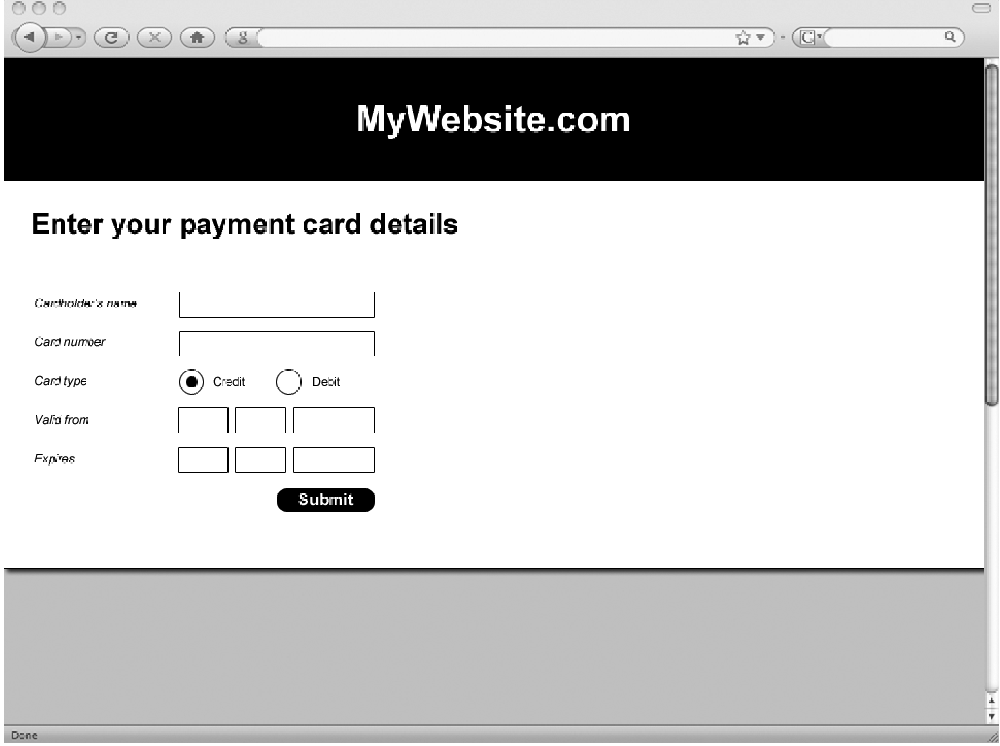 MyWebsite.com
Enter your payment card details
Cardholder's name
Card number
Card type
Credit
Debit
Valid from
Expires
Submit
Done